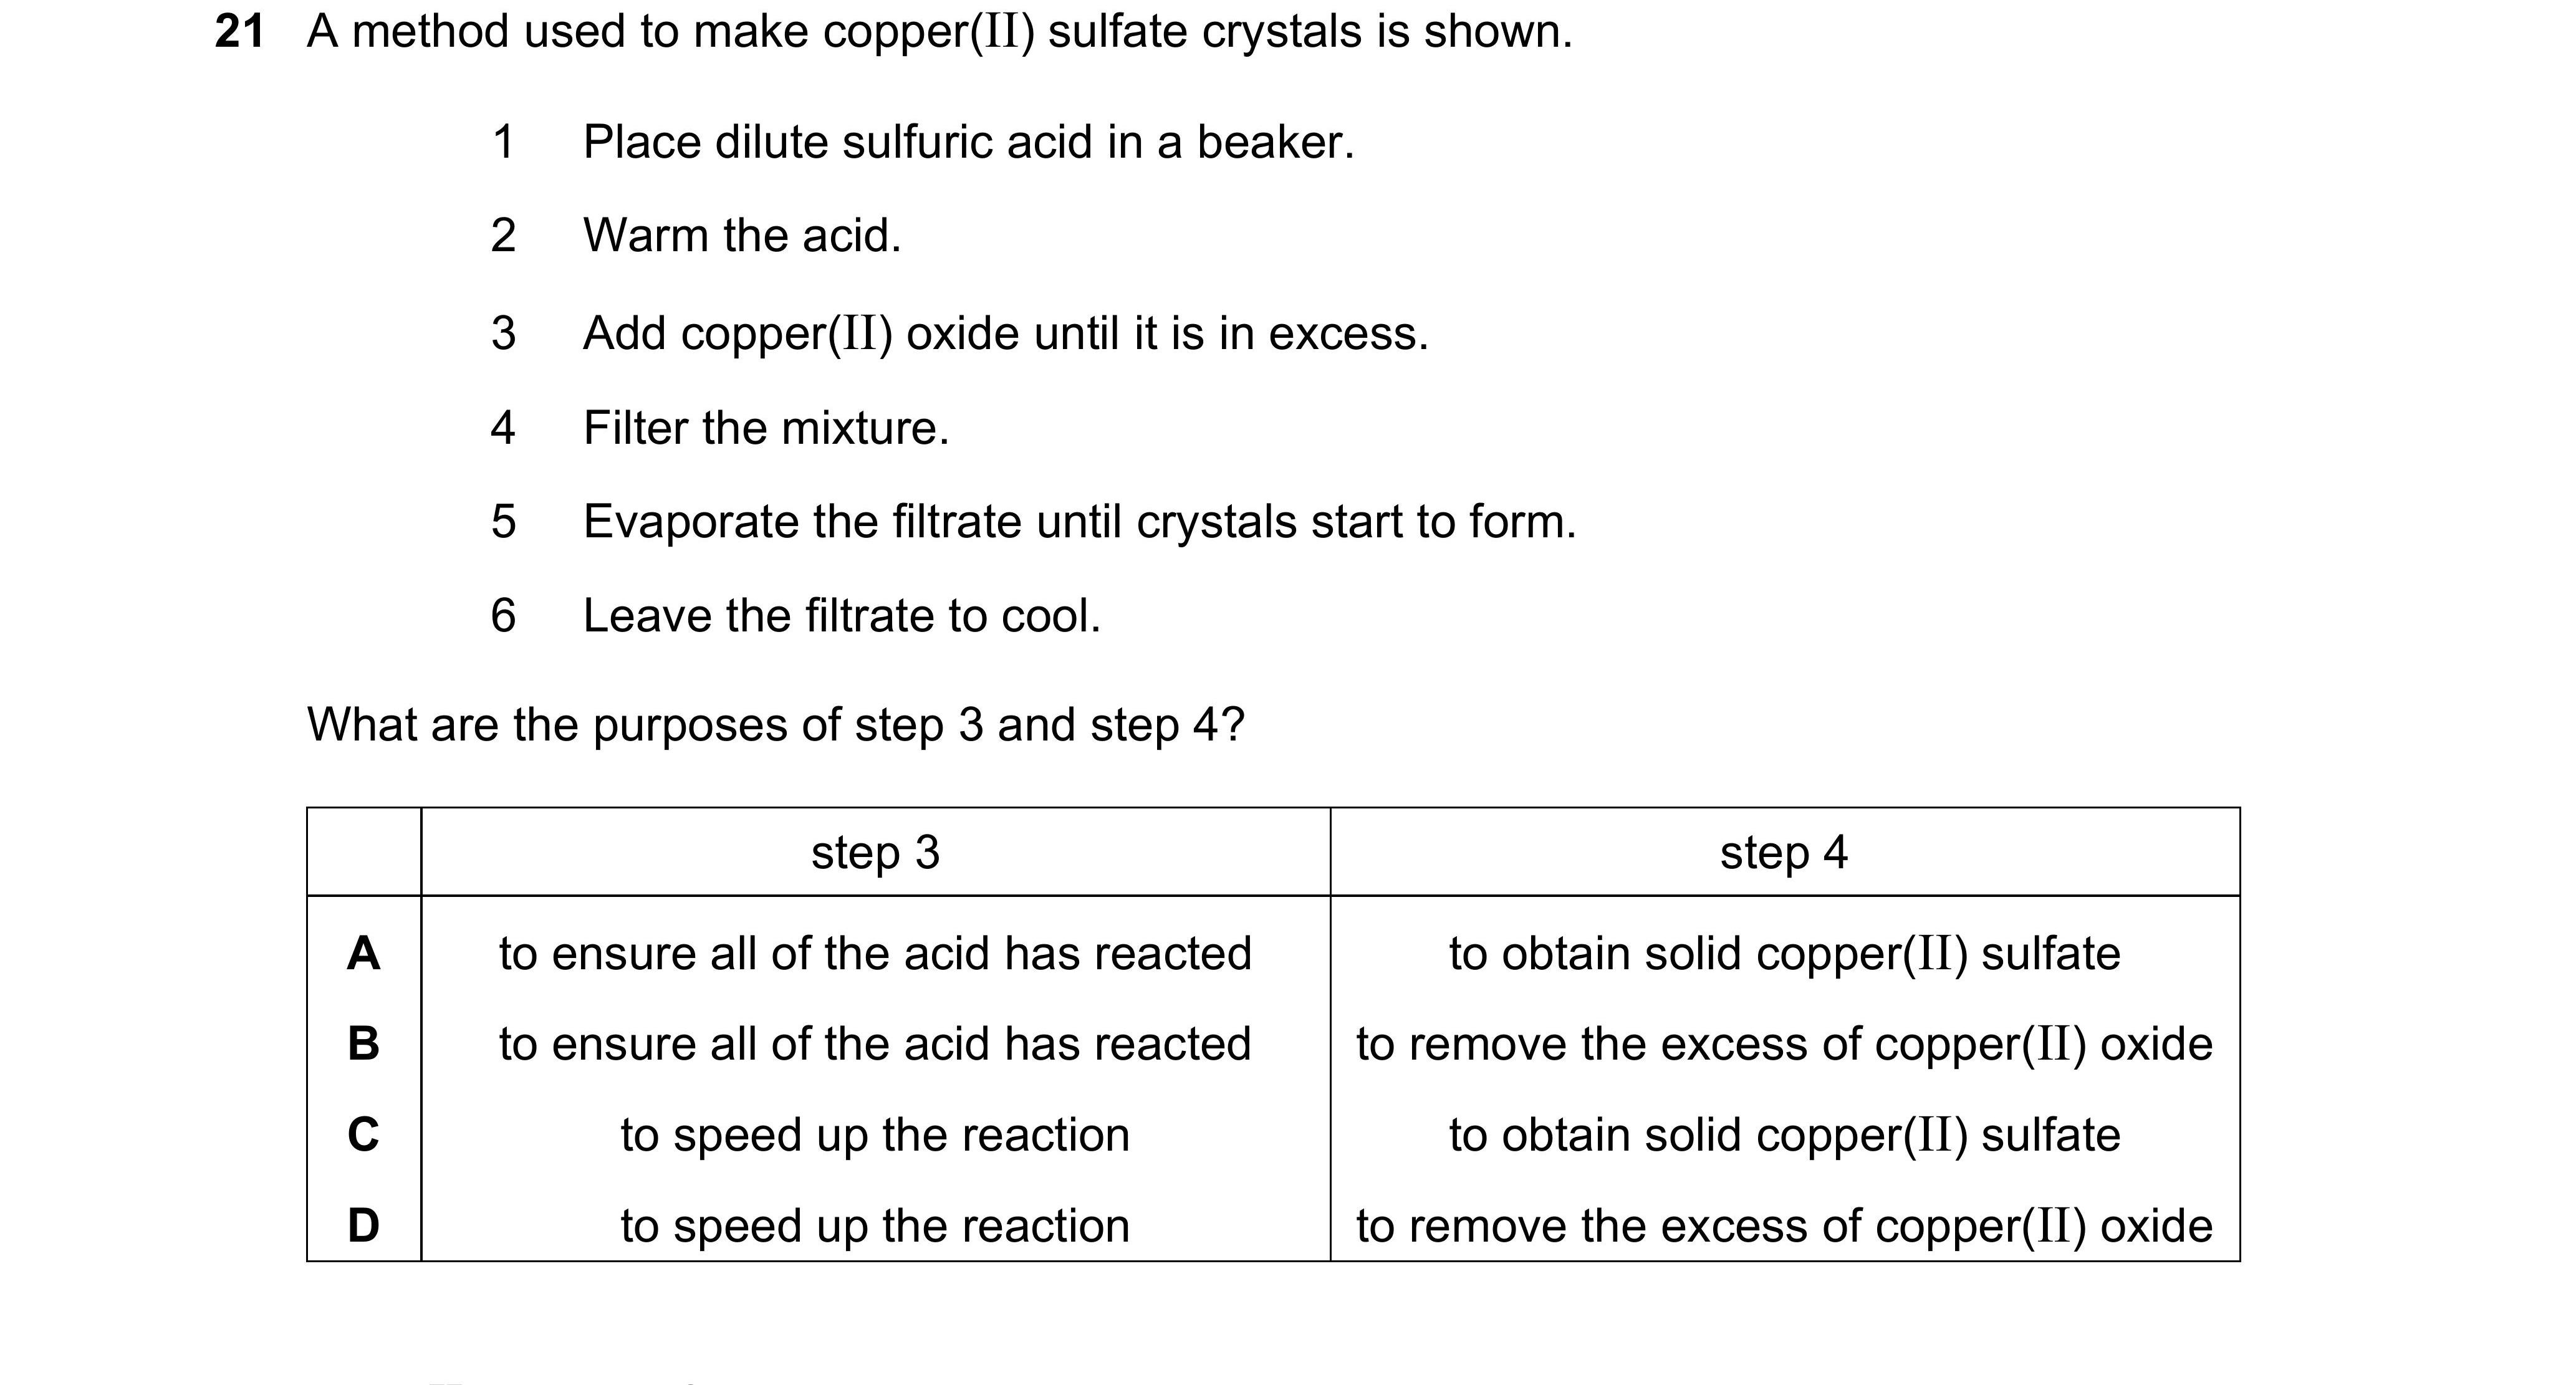 21 A method used to make copper(II) sulfate crystals is shown.
1 Place dilute sulfuric acid in a beaker.
2 Warm the acid.
3 Add copper(II) oxide until it is in excess.
4 Filter the mixture.
5 Evaporate the filtrate until crystals start to form.
6 Leave the filtrate to cool.
What are the purposes of step 3 and step 4?
step 3 step 4
A to ensure all of the acid has reacted to obtain solid copper(II) sulfate
B to ensure all of the acid has reacted to remove the excess of copper(II) oxide
C to speed up the reaction to obtain solid copper(II) sulfate
D to speed up the reaction to remove the excess of copper(II) oxide